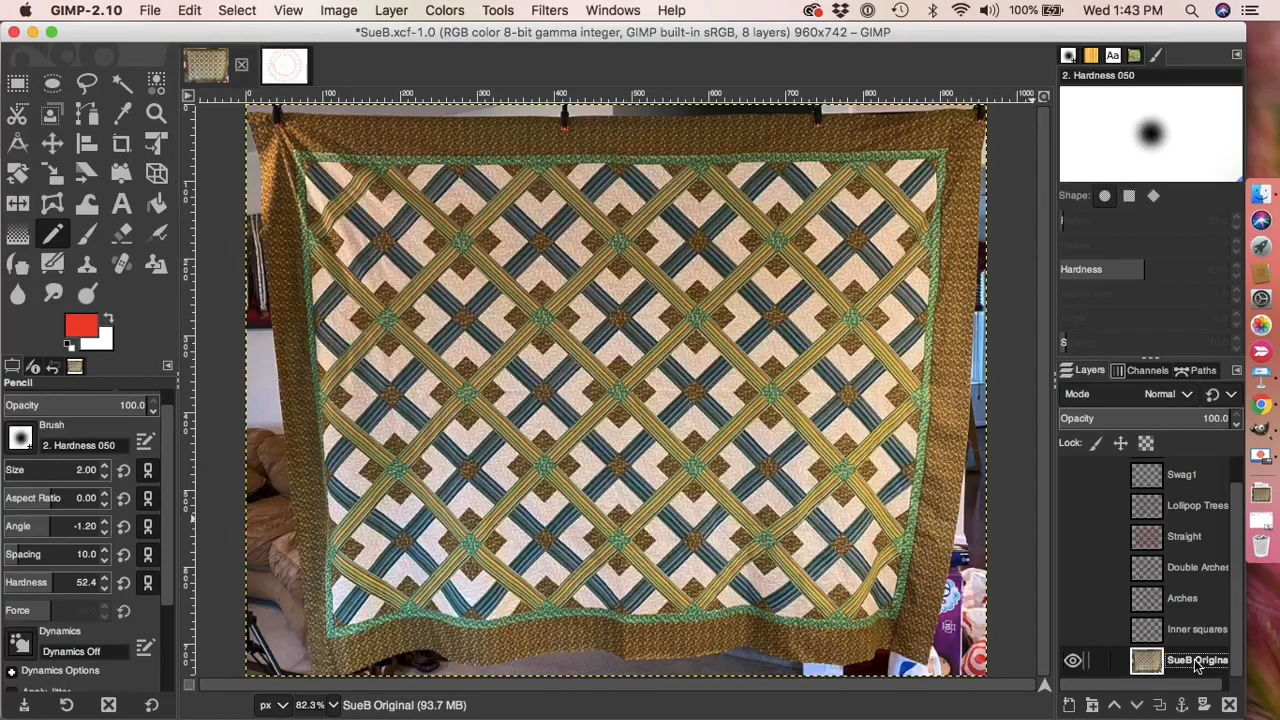 GIMP-2.10 File Edit Select View Image Layer Colors Tools Filters Windows Help 100% Wed 1:43 PM
*SueB.xcf-1.0 (RGB color 8-bit gamma integer, GIMP built-in sRGB, 8 layers) 960x742 – GIMP
Aa
2. Hardness 050
0 100 200 300 400 500 600 700 800 900 1000
Shape:
Hardness
Pencil
Opacity 100.0
Brush
2. Hardness 050
Size 2.00
Aspect Ratio 0.00
Angle -1.20
Spacing 10.0
Hardness 52.4
Force
Dynamics
Dynamics Off
Dynamics Options
Layers Channels Paths
Mode Normal
Opacity 100.0
Lock:
Swag1
Lollipop Trees
Straight
Double Arches
Arches
Inner squares
SueB Origina
px 82.3% SueB Original (93.7 MB)